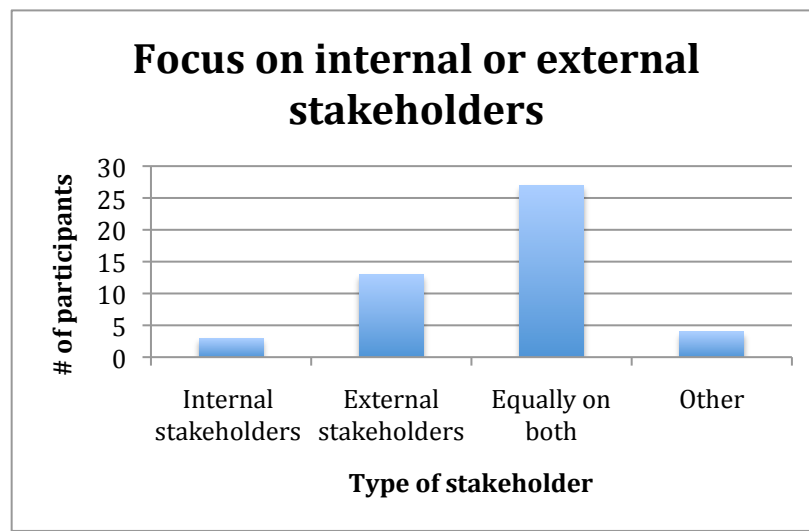 Focus on internal or external
stakeholders
# of participants
30
25
20
15
10
5
0
Internal
stakeholders
External
stakeholders
Equally on
both
Other
Type of stakeholder